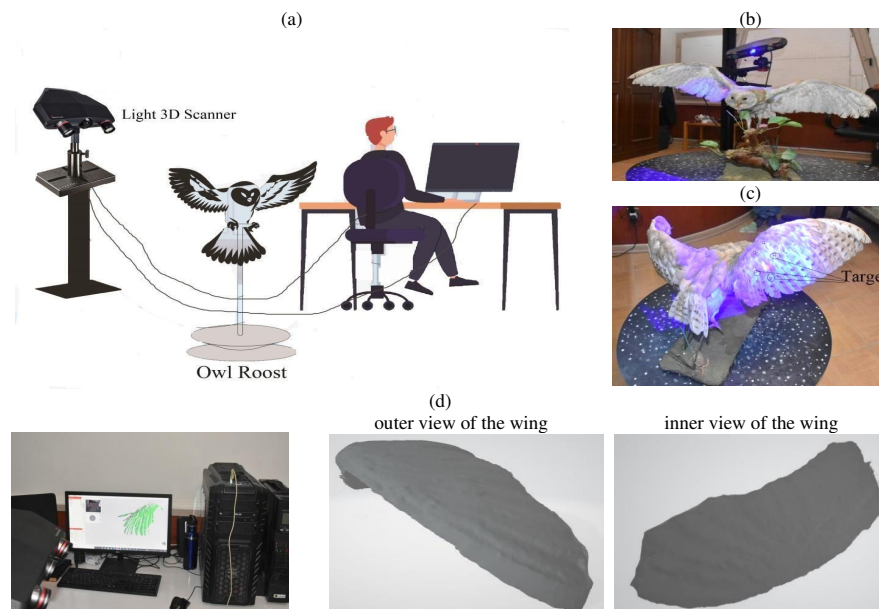 (a)
(b)
Light 3D Scanner
Owl Roost
(c)
Targe
(d)
outer view of the wing
inner view of the wing